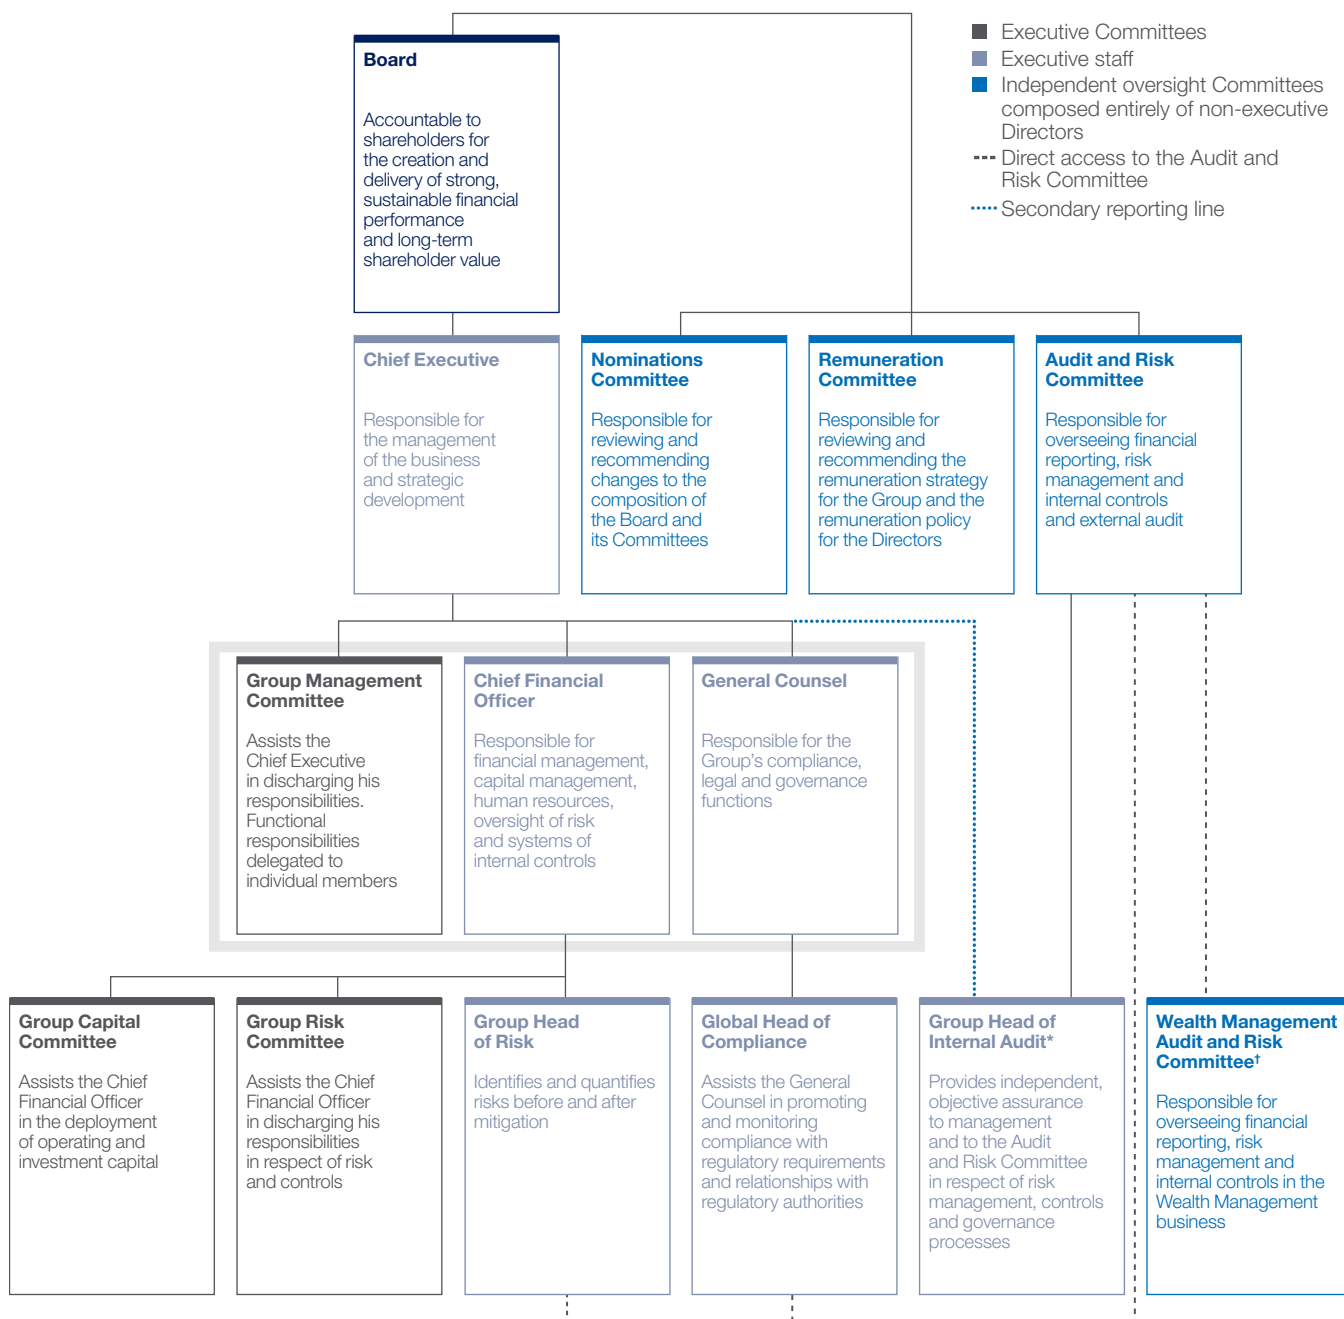 Executive Committees
Executive staff
Independent oversight Committees
composed entirely of non-executive
Directors
Direct access to the Audit and
Risk Committee
Secondary reporting line
Board
Accountable to
shareholders for
the creation and
delivery of strong,
sustainable financial
performance
and long-term
shareholder value
Chief Executive
Responsible for
the management
of the business
and strategic
development
Nominations
Committee
Responsible for
reviewing and
recommending
changes to the
composition of
the Board and
its Committees
Remuneration
Committee
Responsible for
reviewing and
recommending the
remuneration strategy
for the Group and the
remuneration policy
for the Directors
Audit and Risk
Committee
Responsible for
overseeing financial
reporting, risk
management and
internal controls
and external audit
Group Management
Committee
Assists the
Chief Executive
in discharging his
responsibilities.
Functional
responsibilities
delegated to
individual members
Chief Financial
Officer
Responsible for
financial management,
capital management,
human resources,
oversight of risk
and systems of
internal controls
General Counsel
Responsible for the
Group's compliance,
legal and governance
functions
Group Capital
Committee
Assists the Chief
Financial Officer
in the deployment
of operating and
investment capital
Group Risk
Committee
Assists the Chief
Financial Officer
in discharging his
responsibilities
in respect of risk
and controls
Group Head
of Risk
Identifies and quantifies
risks before and after
mitigation
Global Head of
Compliance
Assists the General
Counsel in promoting
and monitoring
compliance with
regulatory requirements
and relationships with
regulatory authorities
Group Head of
Internal Audit*
Provides independent,
objective assurance
to management
and to the Audit
and Risk Committee
in respect of risk
management, controls
and governance
processes
Wealth Management
Audit and Risk
Committee†
Responsible for
overseeing financial
reporting, risk
management and
internal controls in the
Wealth Management
business